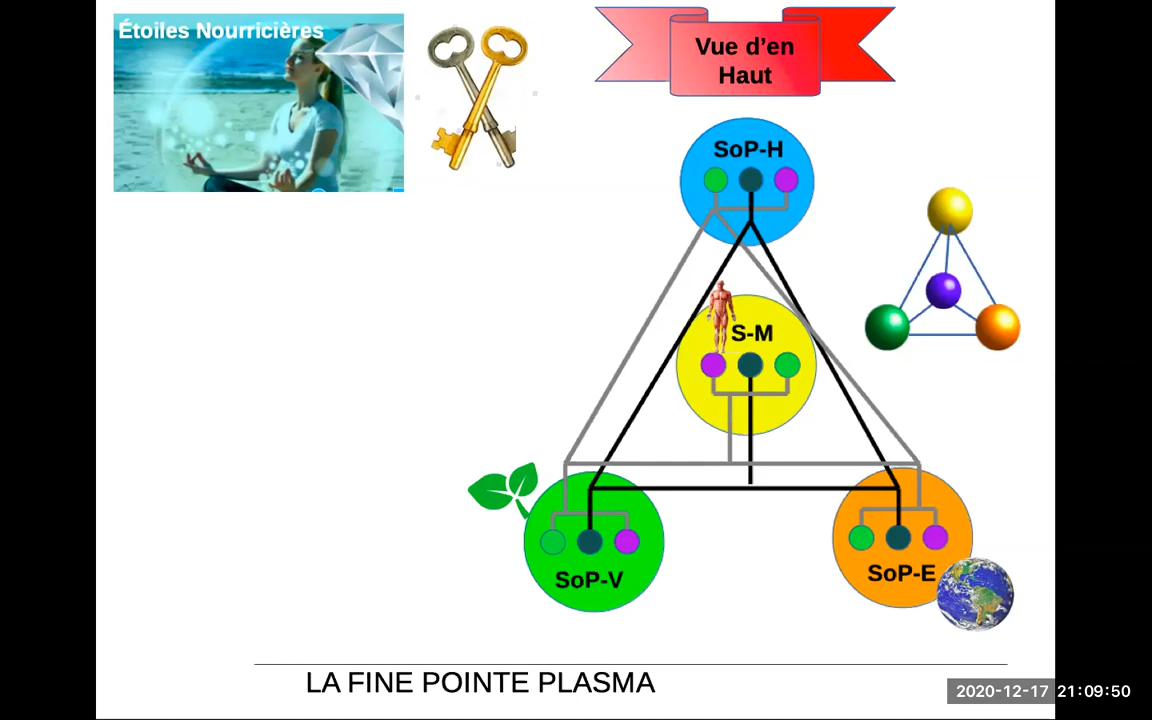 Étoiles Nourricières
Vue d’en
Haut
SoP-H
S-M
SoP-V
SoP-E
LA FINE POINTE PLASMA
2020-12-17 21:09:50